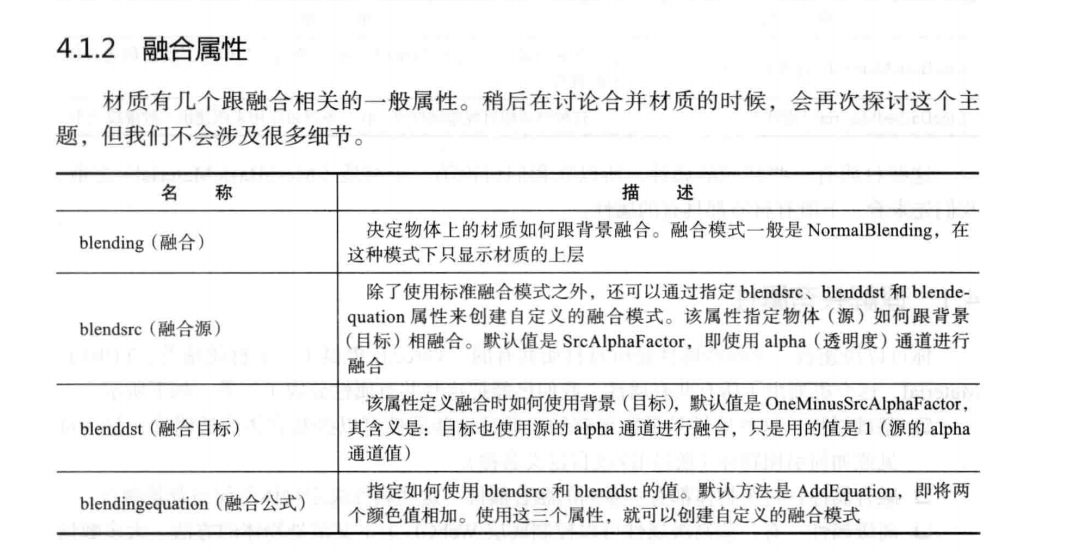 4.1.2 融合属性
材质有几个跟融合相关的一般属性。稍后在讨论合并材质的时候，会再次探讨这个主
题，但我们不会涉及很多细节。
名 称 描 述
blending（融合） 决定物体上的材质如何跟背景融合。融合模式一般是 NormalBlending，在
这种模式下只显示材质的上层
blendsrc（融合源） 除了使用标准融合模式之外，还可以通过指定 blendsrc、blenddst 和 blende-
quation 属性来创建自定义的融合模式。该属性指定物体（源）如何跟背景
（目标）相融合。默认值是 SrcAlphaFactor，即使用 alpha（透明度）通道进行
融合
blenddst（融合目标） 该属性定义融合时如何使用背景（目标），默认值是 OneMinusSrcAlphaFactor，
其含义是：目标也使用源的 alpha 通道进行融合，只是用的值是 1（源的 alpha
通道值）
blendingequation（融合公式） 指定如何使用 blendsrc 和 blenddst 的值。默认方法是 AddEquation，即将两
个颜色值相加。使用这三个属性，就可以创建自定义的融合模式